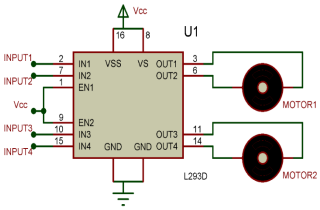 Vcc
U1
16 8
INPUT1 2 IN1 VSS VS OUT1 3
INPUT2 7 IN2 OUT2 6
1 EN1
MOTOR1
Vcc
9 EN2
INPUT3 10 IN3 OUT3 11
INPUT4 15 IN4 GND GND OUT4 14
L293D
MOTOR2